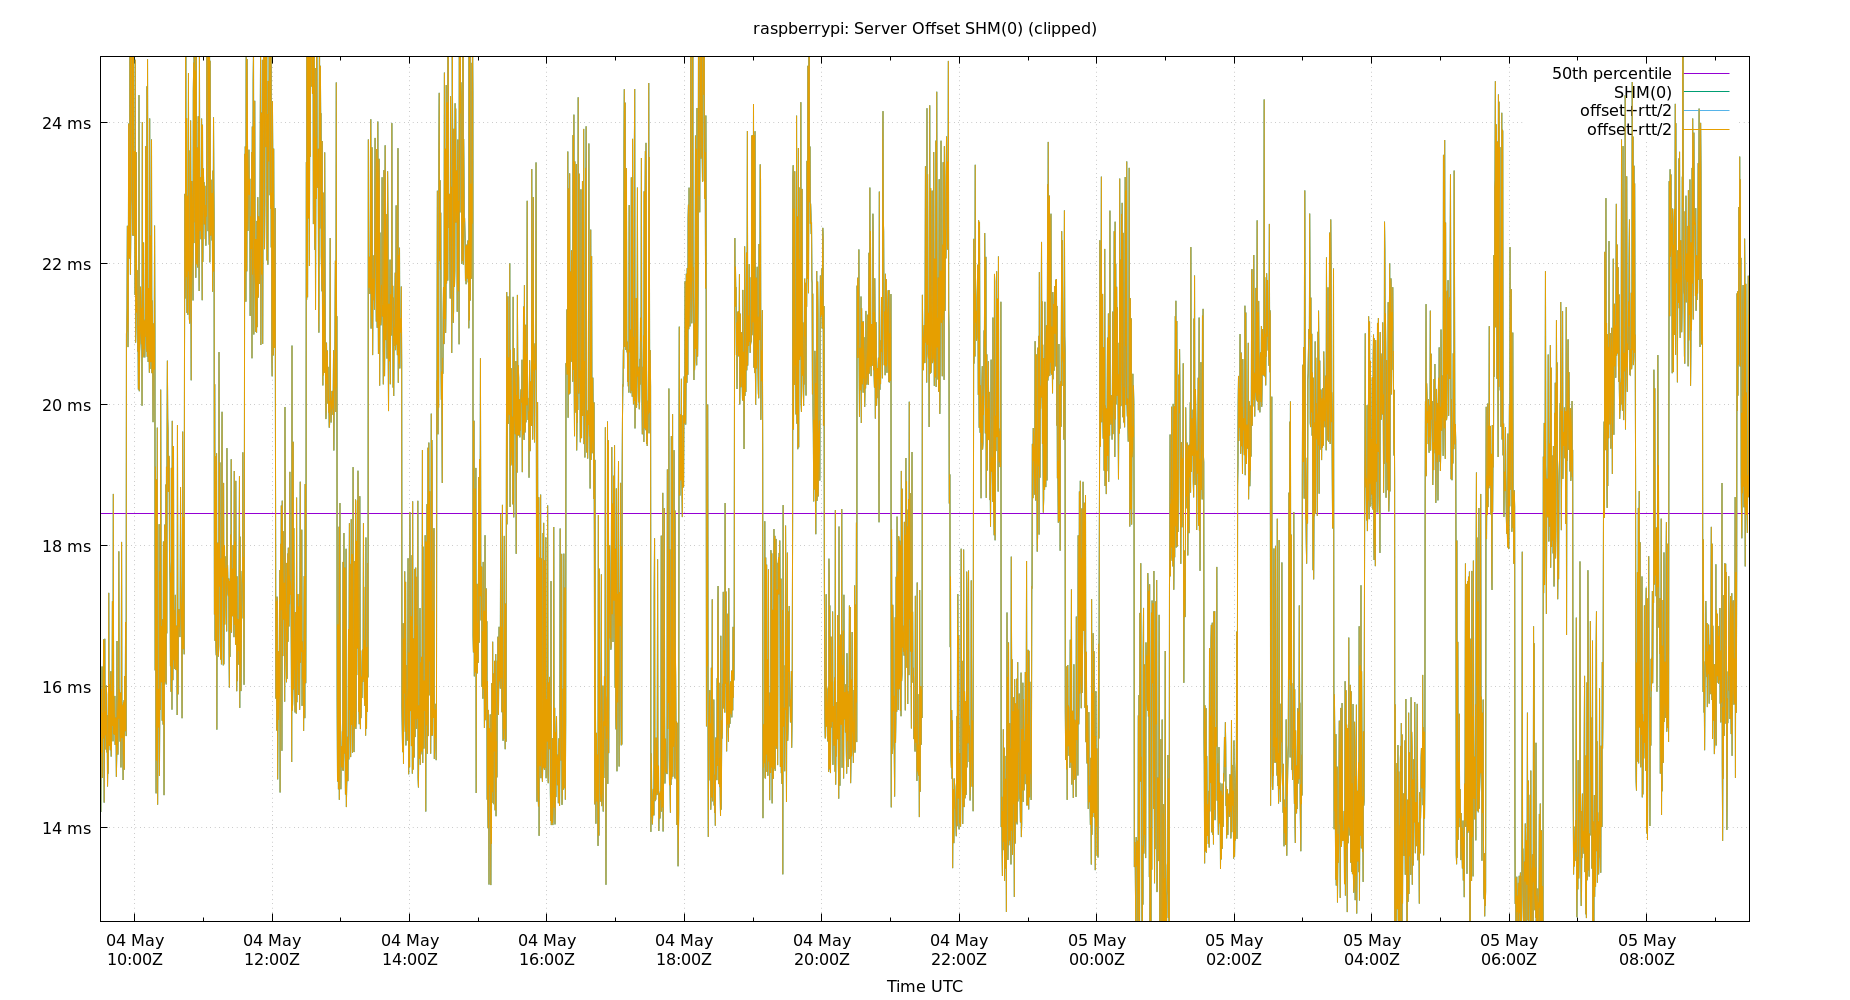 raspberrypi: Server Offset SHM(0) (clipped)
50th percentile
SHM(0)
offset+rtt/2
offset-rtt/2
24 ms
22 ms
20 ms
18 ms
16 ms
14 ms
04 May 04 May 04 May 04 May 04 May 04 May 04 May 05 May 05 May 05 May 05 May 05 May
10:00Z 12:00Z 14:00Z 16:00Z 18:00Z 20:00Z 22:00Z 00:00Z 02:00Z 04:00Z 06:00Z 08:00Z
Time UTC